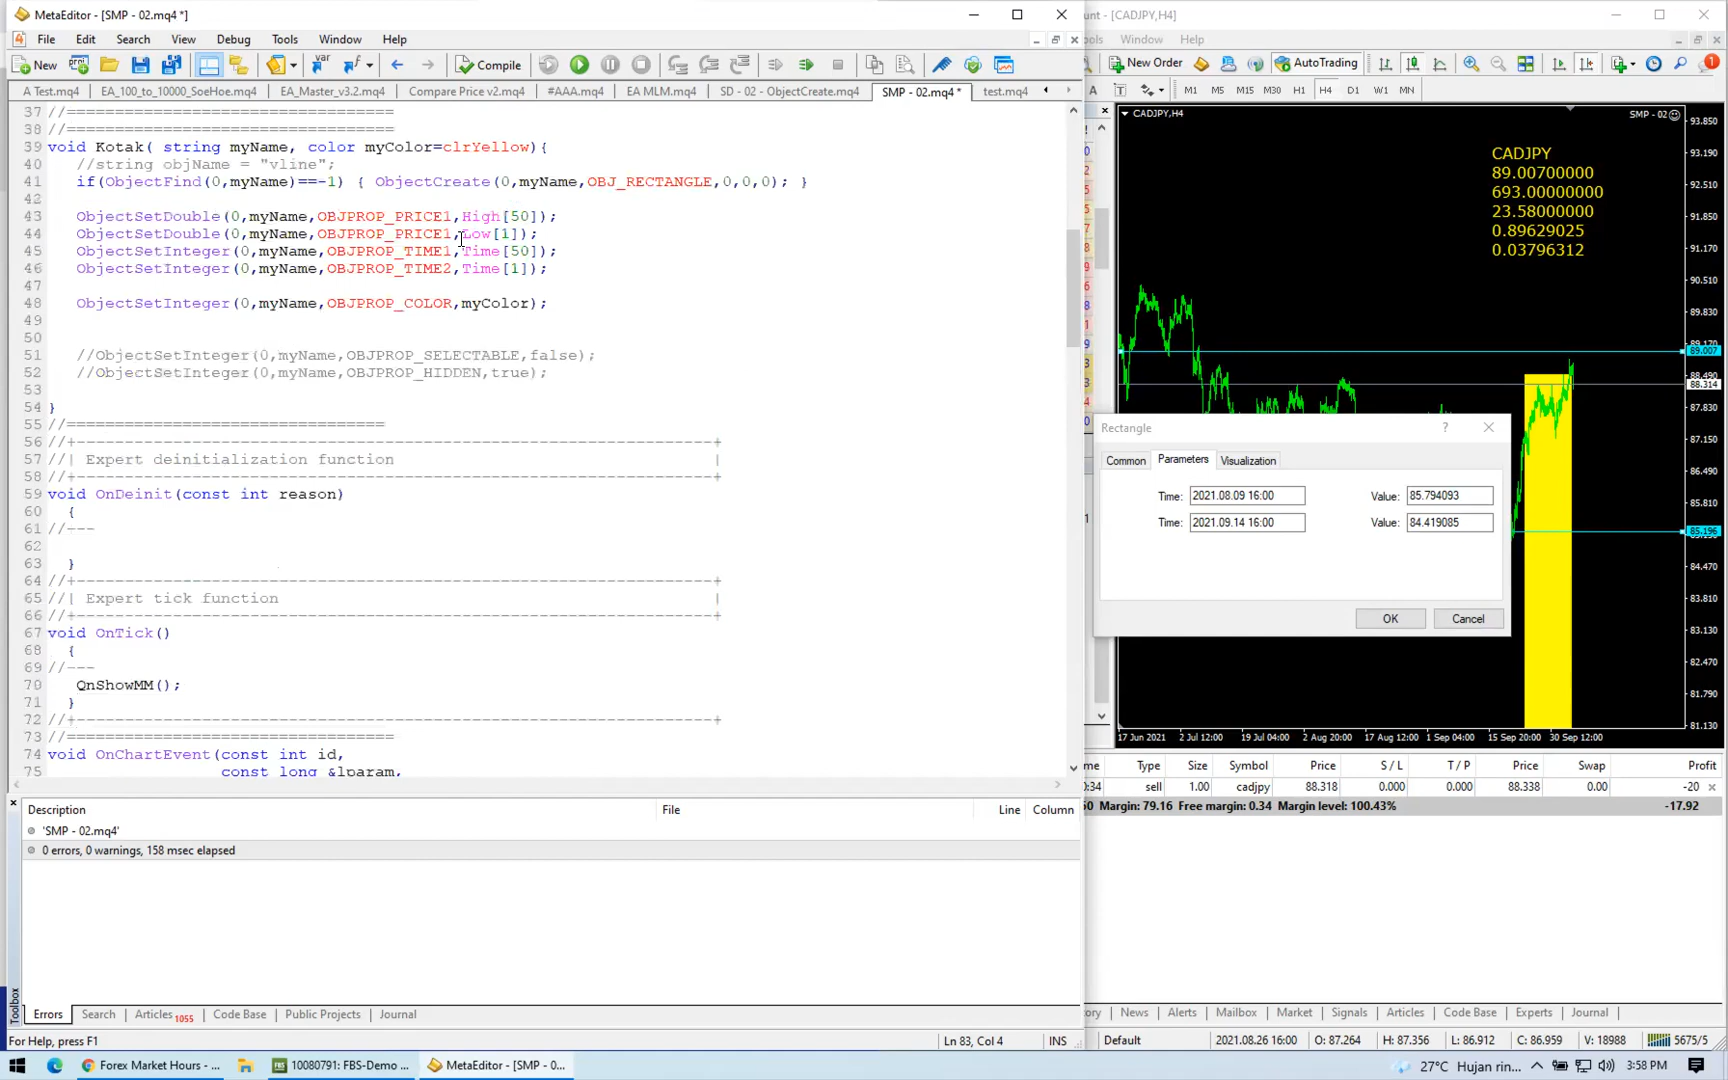 MetaEditor - [SMP - 02.mq4 *]
File Edit Search View Debug Tools Window Help
New Compile
A Test.mq4 EA_100_to_10000_SoeHoe.mq4 EA_Master_v3.2.mq4 Compare Price v2.mq4 #AAA.mq4 EA MLM.mq4 SD - 02 - ObjectCreate.mq4 SMP - 02.mq4 * test.mq4
37 //==================================
38 //==================================
39 void Kotak( string myName, color myColor=clrYellow){
40 //string objName = "vline";
41 if(ObjectFind(0,myName)==-1) { ObjectCreate(0,myName,OBJ_RECTANGLE,0,0,0); }
42
43 ObjectSetDouble(0,myName,OBJPROP_PRICE1,High[50]);
44 ObjectSetDouble(0,myName,OBJPROP_PRICE1,Low[1]);
45 ObjectSetInteger(0,myName,OBJPROP_TIME1,Time[50]);
46 ObjectSetInteger(0,myName,OBJPROP_TIME2,Time[1]);
47
48 ObjectSetInteger(0,myName,OBJPROP_COLOR,myColor);
49
50
51 //ObjectSetInteger(0,myName,OBJPROP_SELECTABLE,false);
52 //ObjectSetInteger(0,myName,OBJPROP_HIDDEN,true);
53
54 }
55 //=================================
56 //+------------------------------------------------------------------+
57 //| Expert deinitialization function |
58 //+------------------------------------------------------------------+
59 void OnDeinit(const int reason)
60 {
61 //---
62
63 }
64 //+------------------------------------------------------------------+
65 //| Expert tick function |
66 //+------------------------------------------------------------------+
67 void OnTick()
68 {
69 //---
70 QnShowMM();
71 }
72 //+------------------------------------------------------------------+
73 //==================================
74 void OnChartEvent(const int id,
75 const long &lparam,
Description File Line Column
'SMP - 02.mq4'
0 errors, 0 warnings, 158 msec elapsed
Toolbox
Errors Search Articles 1055 Code Base Public Projects Journal
For Help, press F1 Ln 83, Col 4 INS
unt - [CADJPY,H4]
ols Window Help
New Order AutoTrading
A T M1 M5 M15 M30 H1 H4 D1 W1 MN
CADJPY,H4 SMP - 02
CADJPY
89.00700000
693.00000000
23.58000000
0.89629025
0.03796312
93.850
93.190
92.510
91.850
91.170
90.510
89.830
89.007
88.490
88.314
87.830
87.150
86.490
85.830
85.196
84.470
83.810
83.130
82.470
81.790
81.130
Rectangle ?
Common Parameters Visualization
Time: 2021.08.09 16:00 Value: 85.794093
Time: 2021.09.14 16:00 Value: 84.419085
OK Cancel
17 Jun 2021 2 Jul 12:00 19 Jul 04:00 2 Aug 20:00 17 Aug 12:00 1 Sep 04:00 15 Sep 20:00 30 Sep 12:00
me Type Size Symbol Price S / L T / P Price Swap Profit
0:34 sell 1.00 cadjpy 88.318 0.000 0.000 88.338 0.00 -20
60 Margin: 79.16 Free margin: 0.34 Margin level: 100.43% -17.92
ory News Alerts Mailbox Market Signals Articles Code Base Experts Journal
Default 2021.08.26 16:00 O: 87.264 H: 87.356 L: 86.912 C: 86.959 V: 18988 5675/5
Forex Market Hours - ... 10080791: FBS-Demo ... MetaEditor - [SMP - 0... 27°C Hujan rin... 3:58 PM